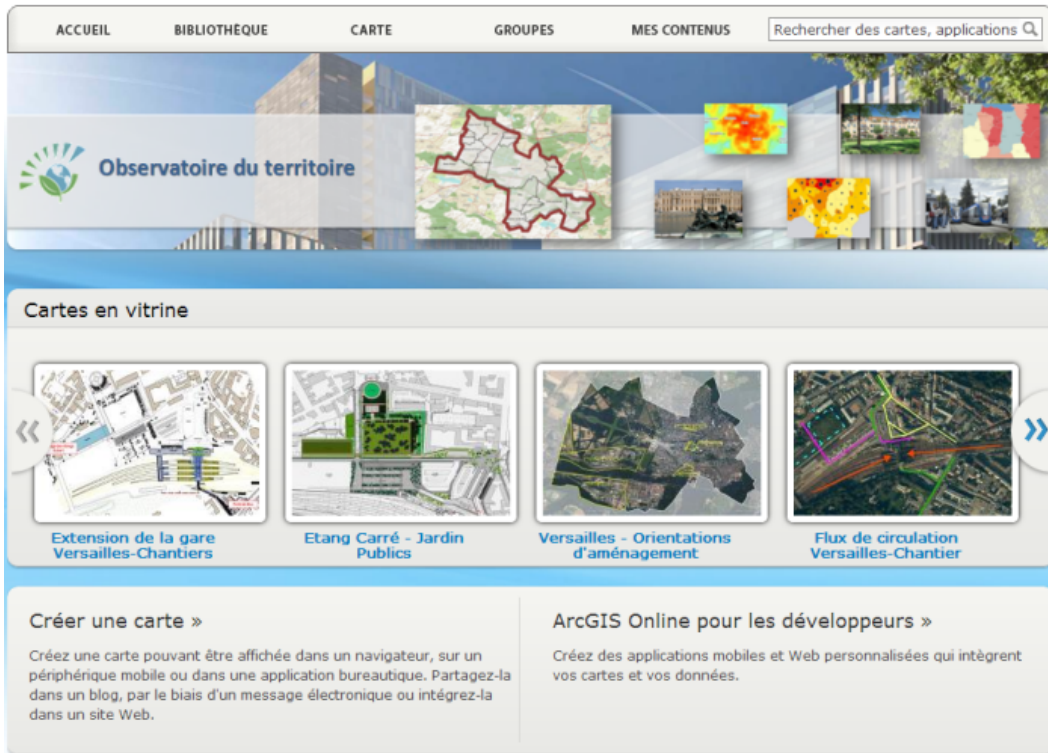 ACCUEIL BIBLIOTHÈQUE CARTE GROUPES MES CONTENUS Rechercher des cartes, applications
Observatoire du territoire
Cartes en vitrine
«
»
Extension de la gare
Versailles-Chantiers
Etang Carré - Jardin
Publics
Versailles - Orientations
d'aménagement
Flux de circulation
Versailles-Chantier
Créer une carte »
Créez une carte pouvant être affichée dans un navigateur, sur un
périphérique mobile ou dans une application bureautique. Partagez-la
dans un blog, par le biais d'un message électronique ou intégrez-la
dans un site Web.
ArcGIS Online pour les développeurs »
Créez des applications mobiles et Web personnalisées qui intègrent
vos cartes et vos données.